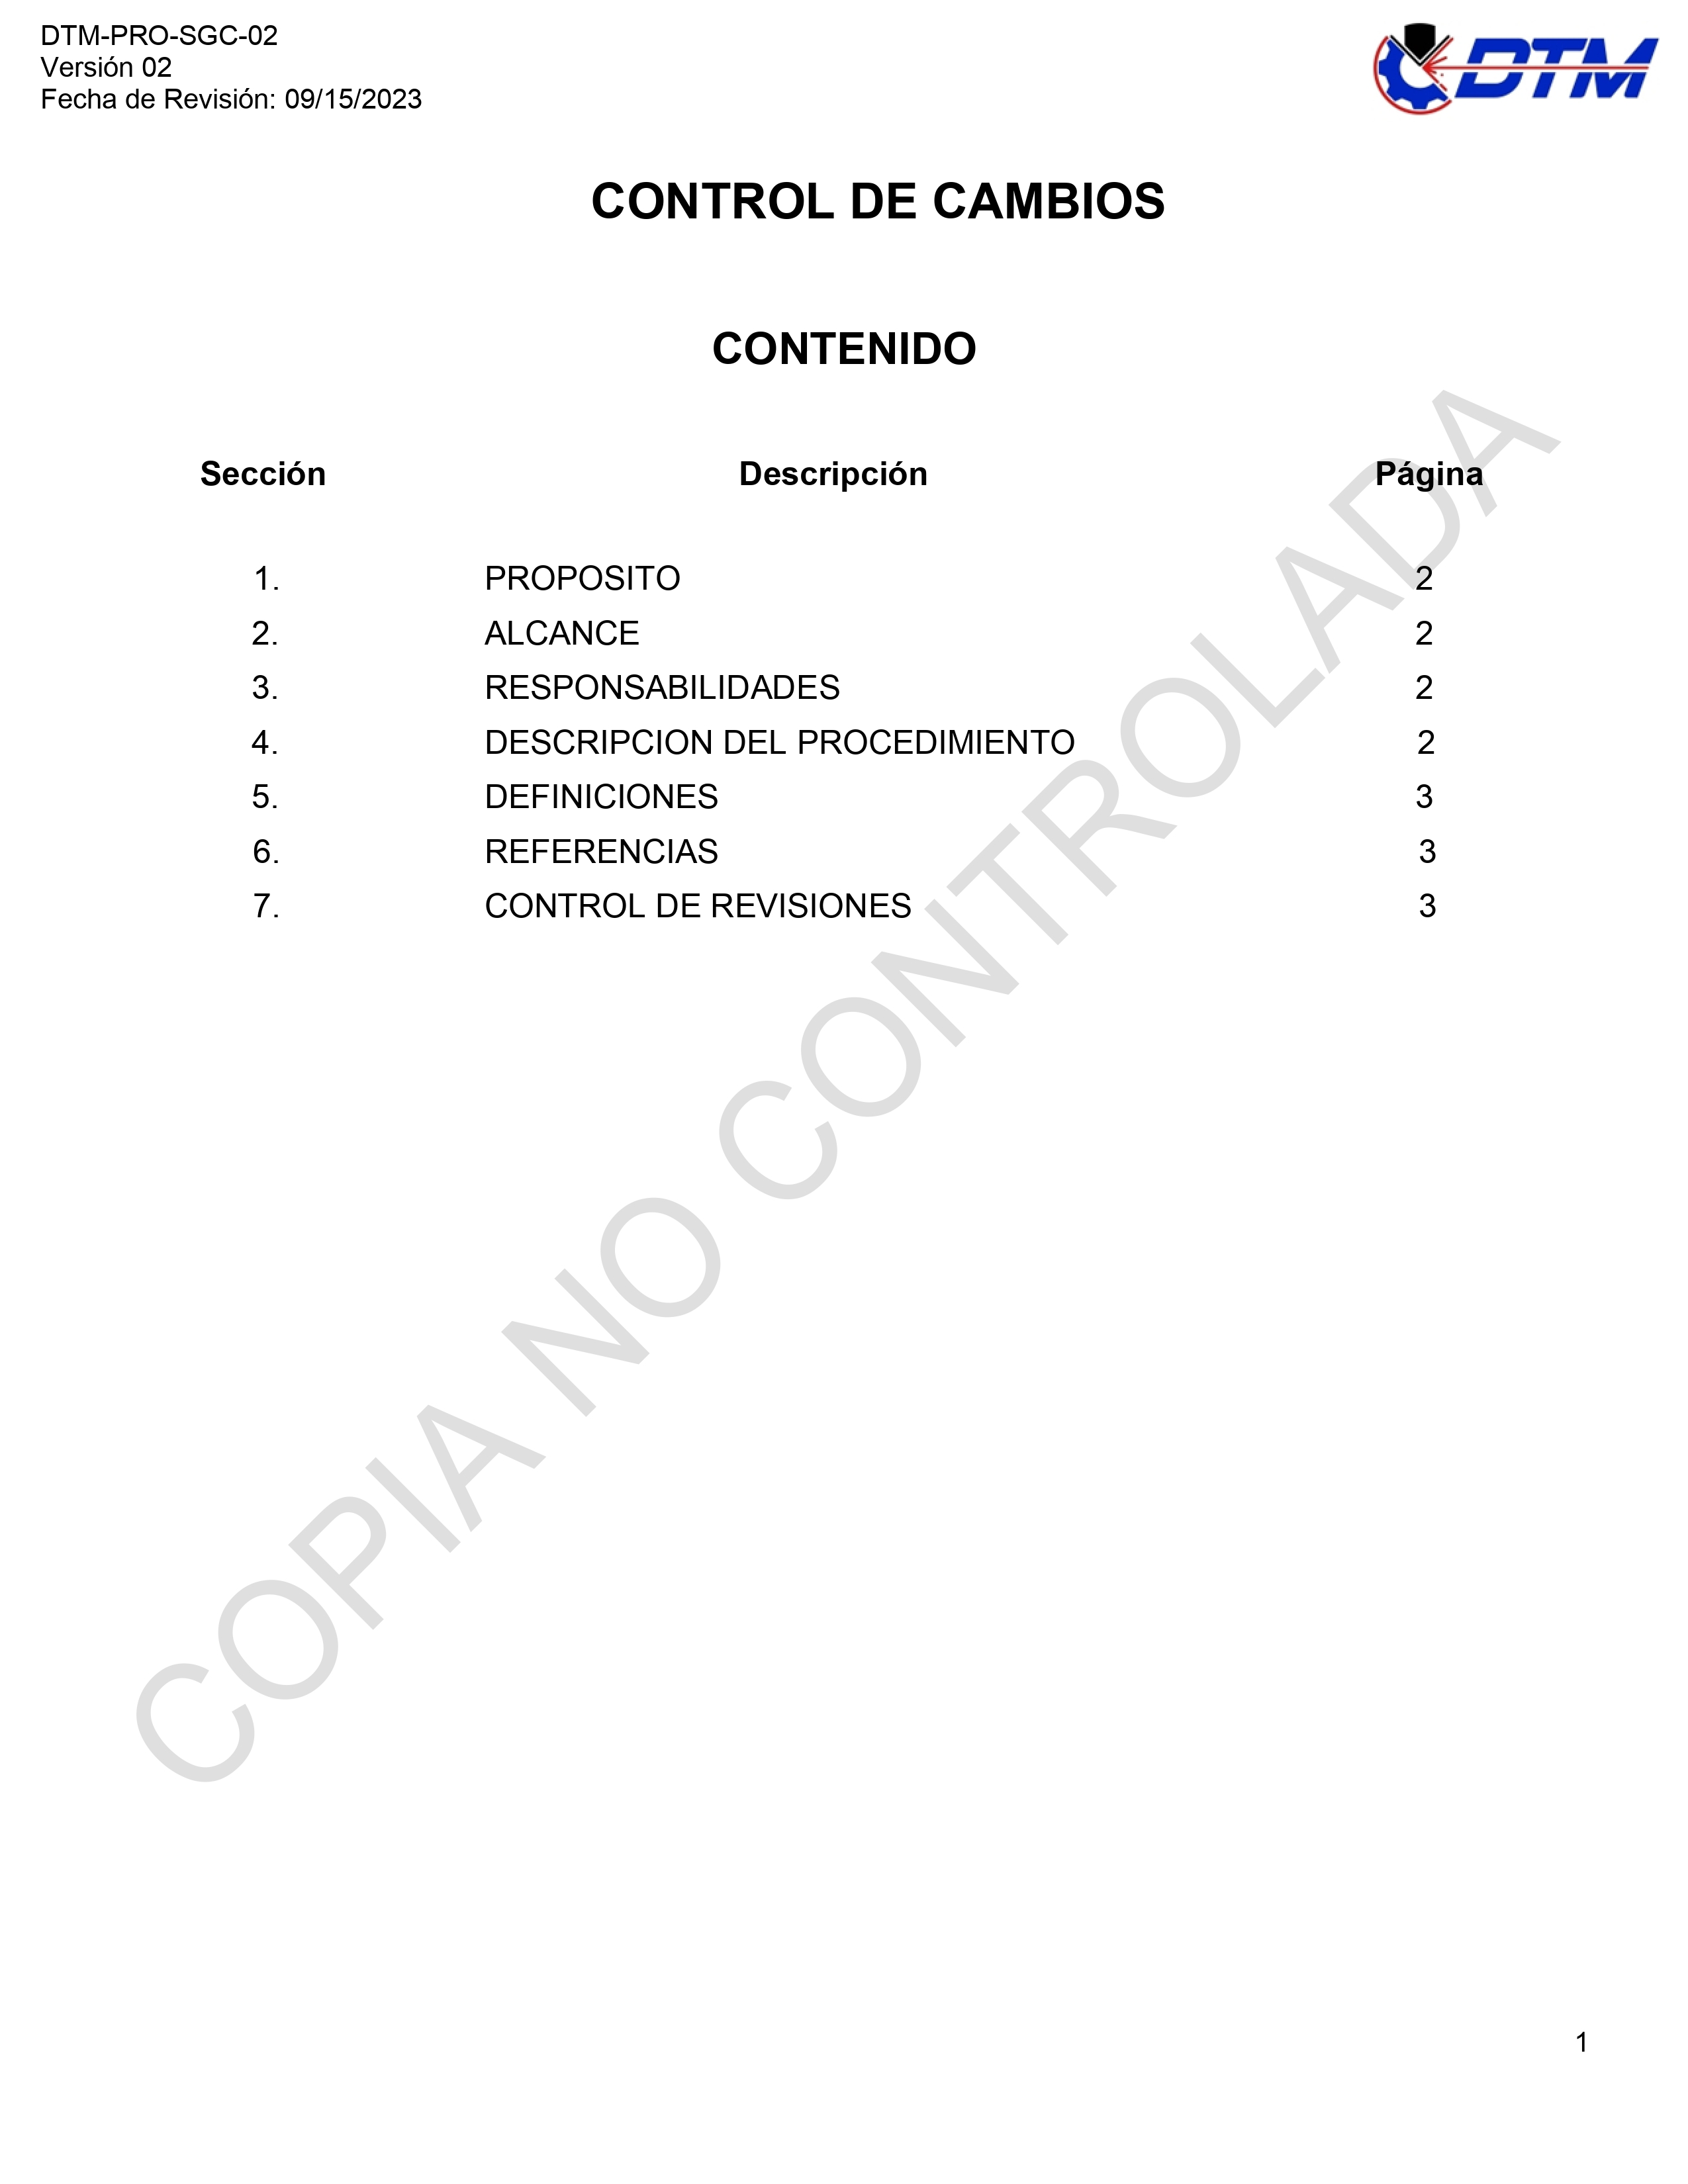 DTM-PRO-SGC-02
Versión 02
Fecha de Revisión: 09/15/2023
DTM
CONTROL DE CAMBIOS
CONTENIDO
Sección Descripción Página
1. PROPOSITO 2
2. ALCANCE 2
3. RESPONSABILIDADES 2
4. DESCRIPCION DEL PROCEDIMIENTO 2
5. DEFINICIONES 3
6. REFERENCIAS 3
7. CONTROL DE REVISIONES 3
COPIA NO CONTROLADA
1